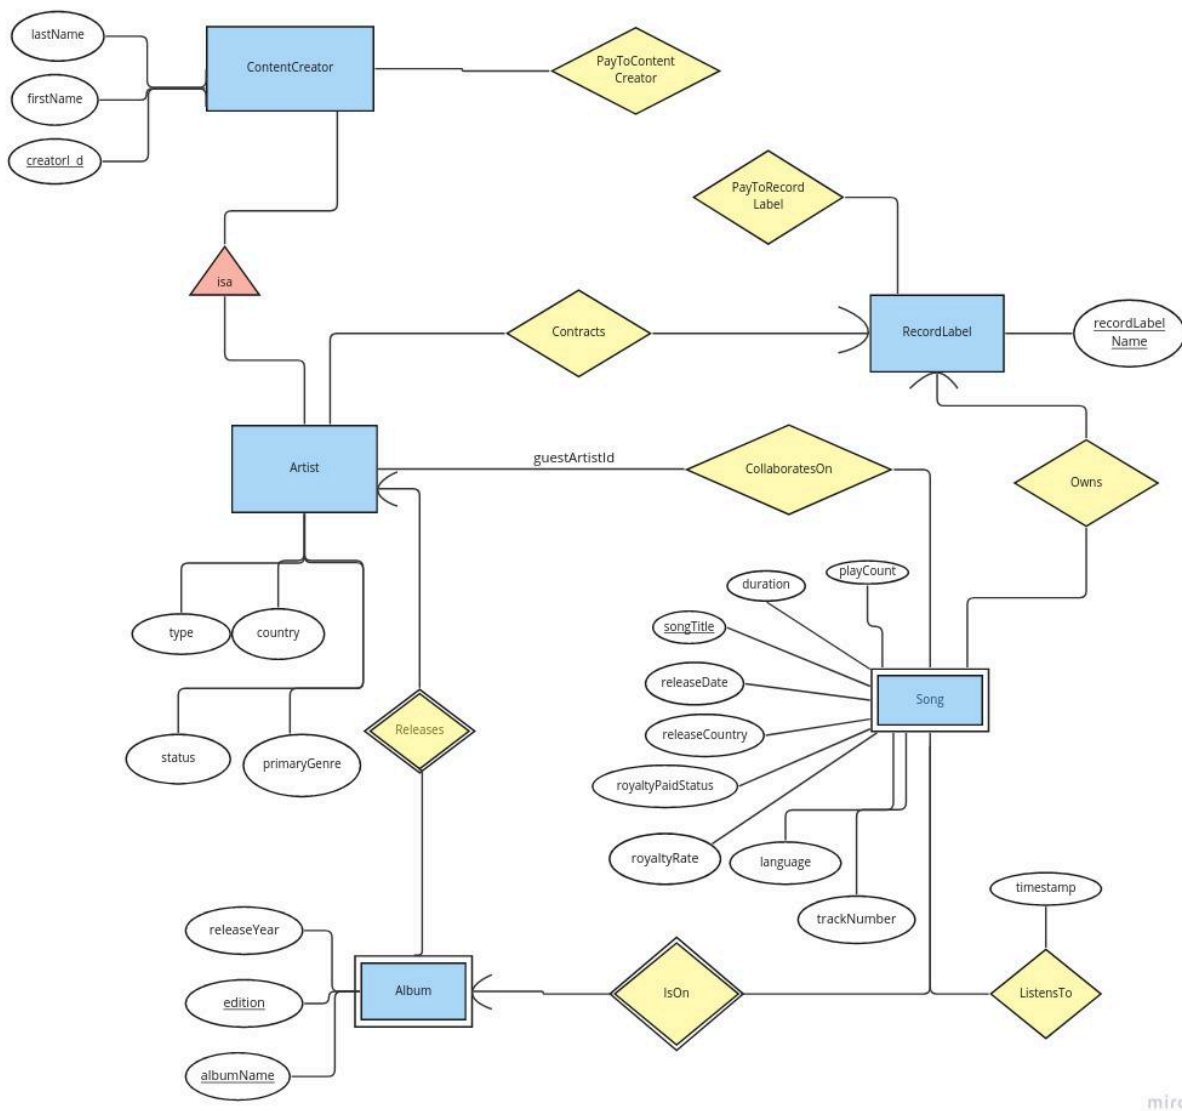 lastName
ContentCreator
PayToContent
Creator
firstName
creatorI_d
PayToRecord
Label
isa
Contracts
RecordLabel
recordLabel
Name
guestArtistId
Artist
CollaboratesOn
Owns
playCount
duration
songTitle
type
country
releaseDate
Song
Releases
releaseCountry
status
primaryGenre
royaltyPaidStatus
royaltyRate
language
timestamp
trackNumber
releaseYear
Album
IsOn
ListensTo
edition
albumName
miro